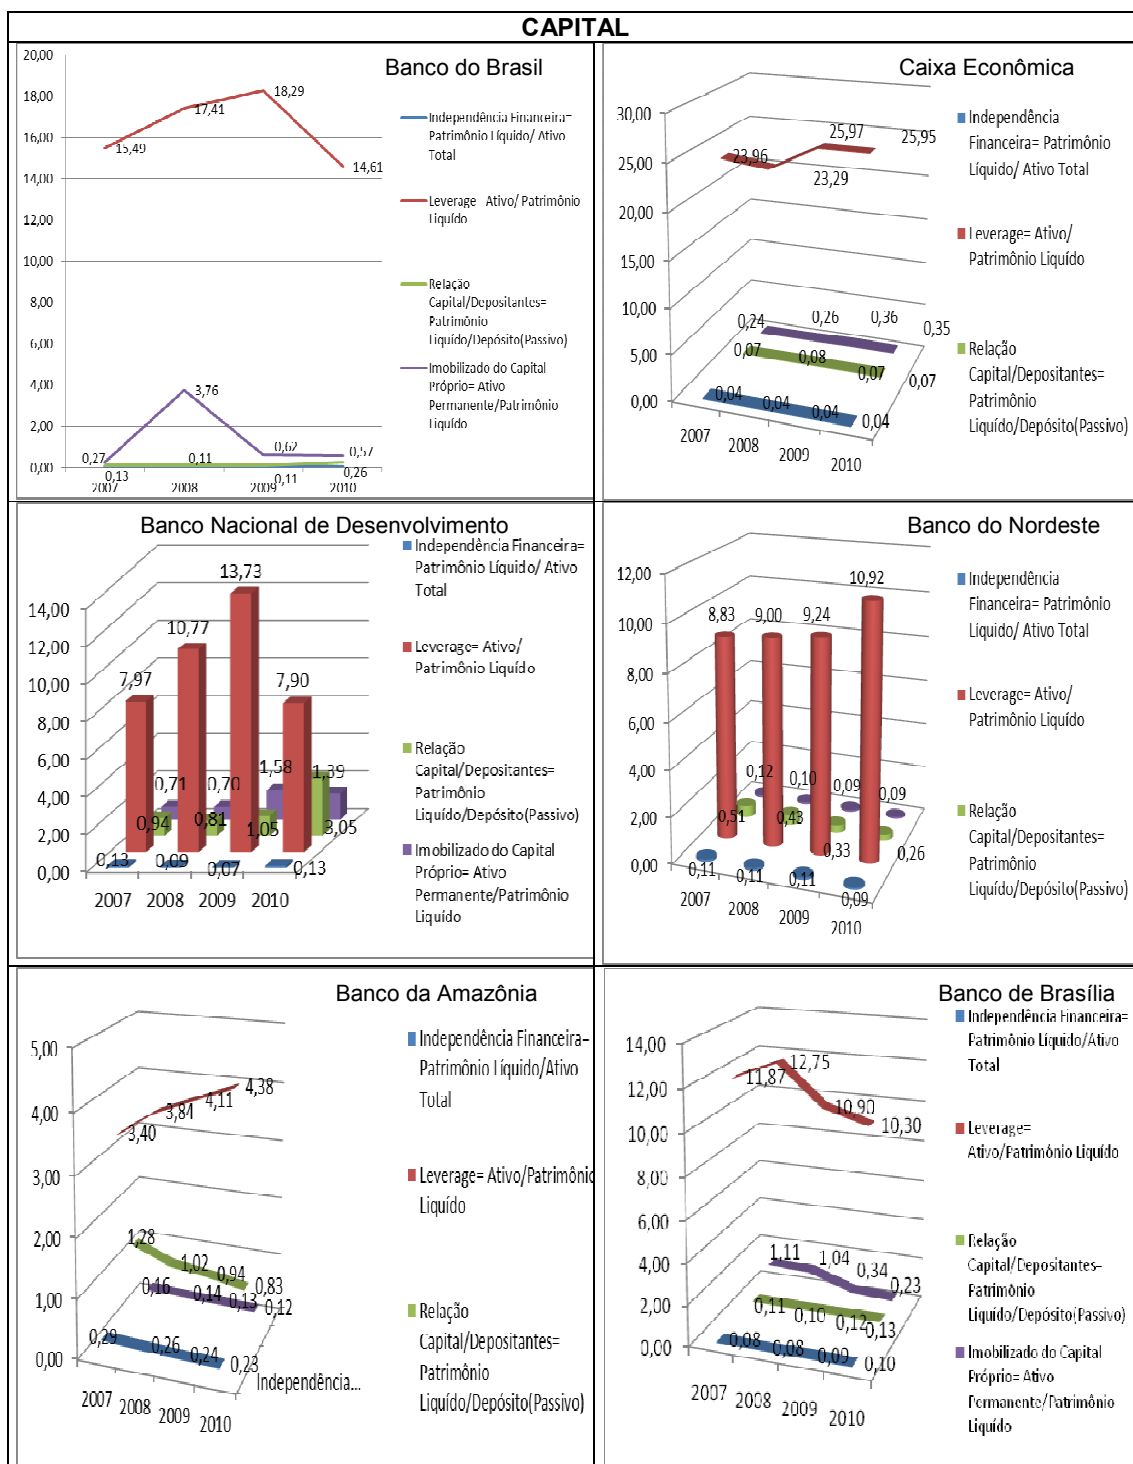 CAPITAL
Banco do Brasil
20,00
18,00
16,00
14,00
12,00
10,00
8,00
6,00
4,00
2,00
0,00
15,49
17,41
18,29
14,61
3,76
0,62
0,57
0,27
0,11
0,13
0,11
0,26
2007
2008
2009
2010
Independência Financeira=
Patrimônio Líquido/ Ativo
Total
Leverage Ativo/ Patrimônio
Liquído
Relação
Capital/Depositantes=
Patrimônio
Líquido/Depósito(Passivo)
Imobilizado do Capital
Próprio= Ativo
Permanente/Patrimônio
Líquido
Caixa Econômica
30,00
25,00
20,00
15,00
10,00
5,00
0,00
23,96
23,29
25,97
25,95
0,24
0,26
0,36
0,35
0,07
0,08
0,07
0,07
0,04
0,04
0,04
0,04
2007
2008
2009
2010
Independência
Financeira= Patrimônio
Líquido/ Ativo Total
Leverage= Ativo/
Patrimônio Liquído
Relação
Capital/Depositantes=
Patrimônio
Líquido/Depósito(Passivo)
Banco Nacional de Desenvolvimento
14,00
12,00
10,00
8,00
6,00
4,00
2,00
0,00
7,97
10,77
13,73
7,90
0,71
0,70
1,58
1,39
0,94
0,81
1,05
3,05
0,13
0,09
0,07
0,13
2007
2008
2009
2010
Independência Financeira=
Patrimônio Líquido/ Ativo
Total
Leverage= Ativo/
Patrimônio Liquído
Relação
Capital/Depositantes=
Patrimônio
Líquido/Depósito(Passivo)
Imobilizado do Capital
Próprio= Ativo
Permanente/Patrimônio
Líquido
Banco do Nordeste
12,00
10,00
8,00
6,00
4,00
2,00
0,00
8,83
9,00
9,24
10,92
0,12
0,10
0,09
0,09
0,51
0,43
0,33
0,26
0,11
0,11
0,11
0,09
2007
2008
2009
2010
Independência
Financeira= Patrimônio
Líquido/ Ativo Total
Leverage= Ativo/
Patrimônio Liquído
Relação
Capital/Depositantes=
Patrimônio
Líquido/Depósito(Passivo)
Banco da Amazônia
5,00
4,00
3,00
2,00
1,00
0,00
3,40
3,84
4,11
4,38
1,28
1,02
0,94
0,83
0,16
0,14
0,13
0,12
0,29
0,26
0,24
0,23
2007
2008
2009
2010
Independência...
Independência Financeira=
Patrimônio Líquido/Ativo
Total
Leverage= Ativo/Patrimônio
Liquído
Relação
Capital/Depositantes=
Patrimônio
Líquido/Depósito(Passivo)
Banco de Brasília
14,00
12,00
10,00
8,00
6,00
4,00
2,00
0,00
11,87
12,75
10,90
10,30
1,11
1,04
0,34
0,23
0,11
0,10
0,12
0,13
0,08
0,08
0,09
0,10
2007
2008
2009
2010
Independência Financeira=
Patrimônio Líquido/Ativo
Total
Leverage=
Ativo/Patrimônio Liquído
Relação
Capital/Depositantes=
Patrimônio
Líquido/Depósito(Passivo)
Imobilizado do Capital
Próprio= Ativo
Permanente/Patrimônio
Líquido